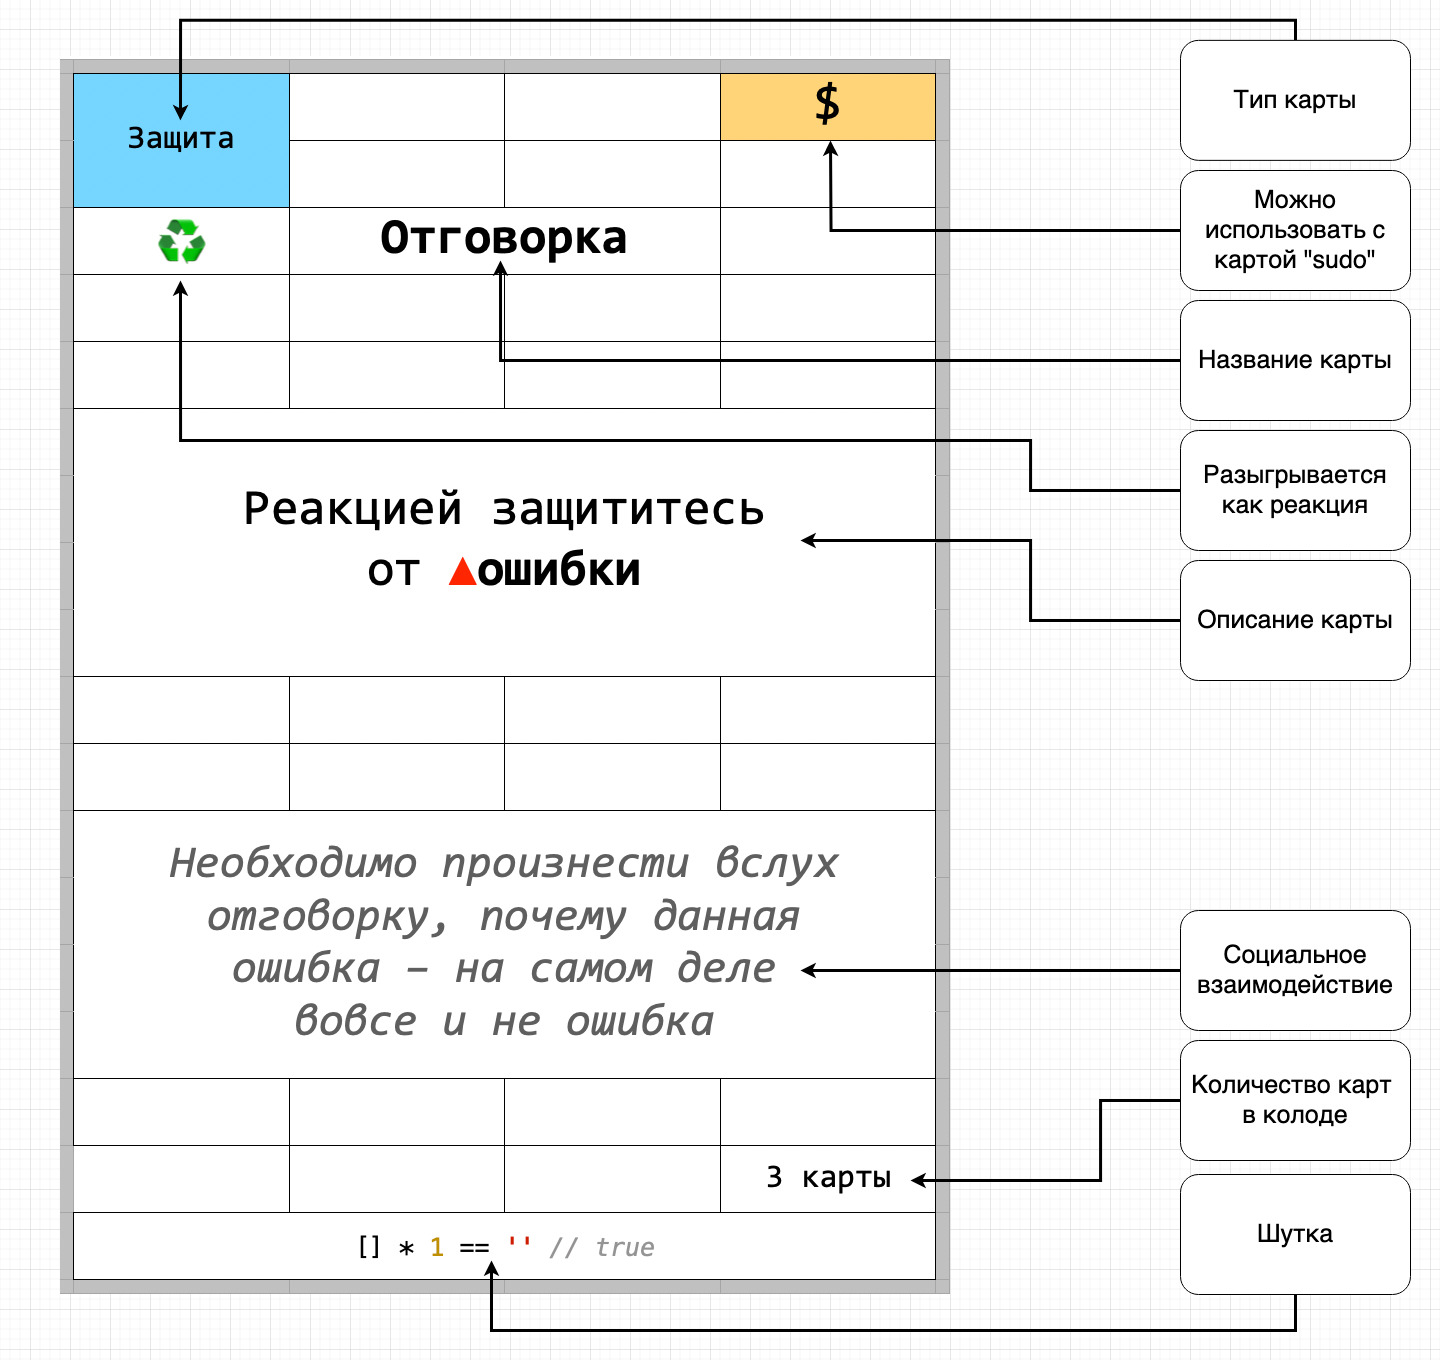 Тип карты
Защита
$
Можно
использовать с
картой "sudo"
Отговорка
Название карты
Разыгрывается
как реакция
Реакцией защититесь
от ошибки
Описание карты
Необходимо произнести вслух
отговорку, почему данная
ошибка – на самом деле
вовсе и не ошибка
Социальное
взаимодействие
Количество карт
в колоде
3 карты
Шутка
[] * 1 == '' // true